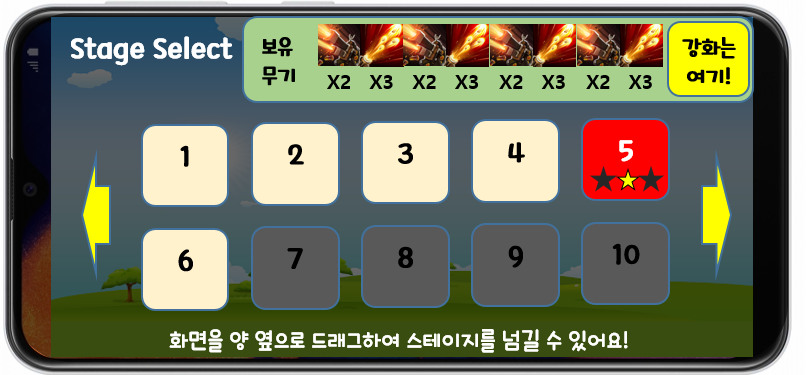 Stage Select
보유
무기
X2 X3 X2 X3 X2 X3 X2 X3
강화는
여기!
1 2 3 4 5
6 7 8 9 10
화면을 양 옆으로 드래그하여 스테이지를 넘길 수 있어요!